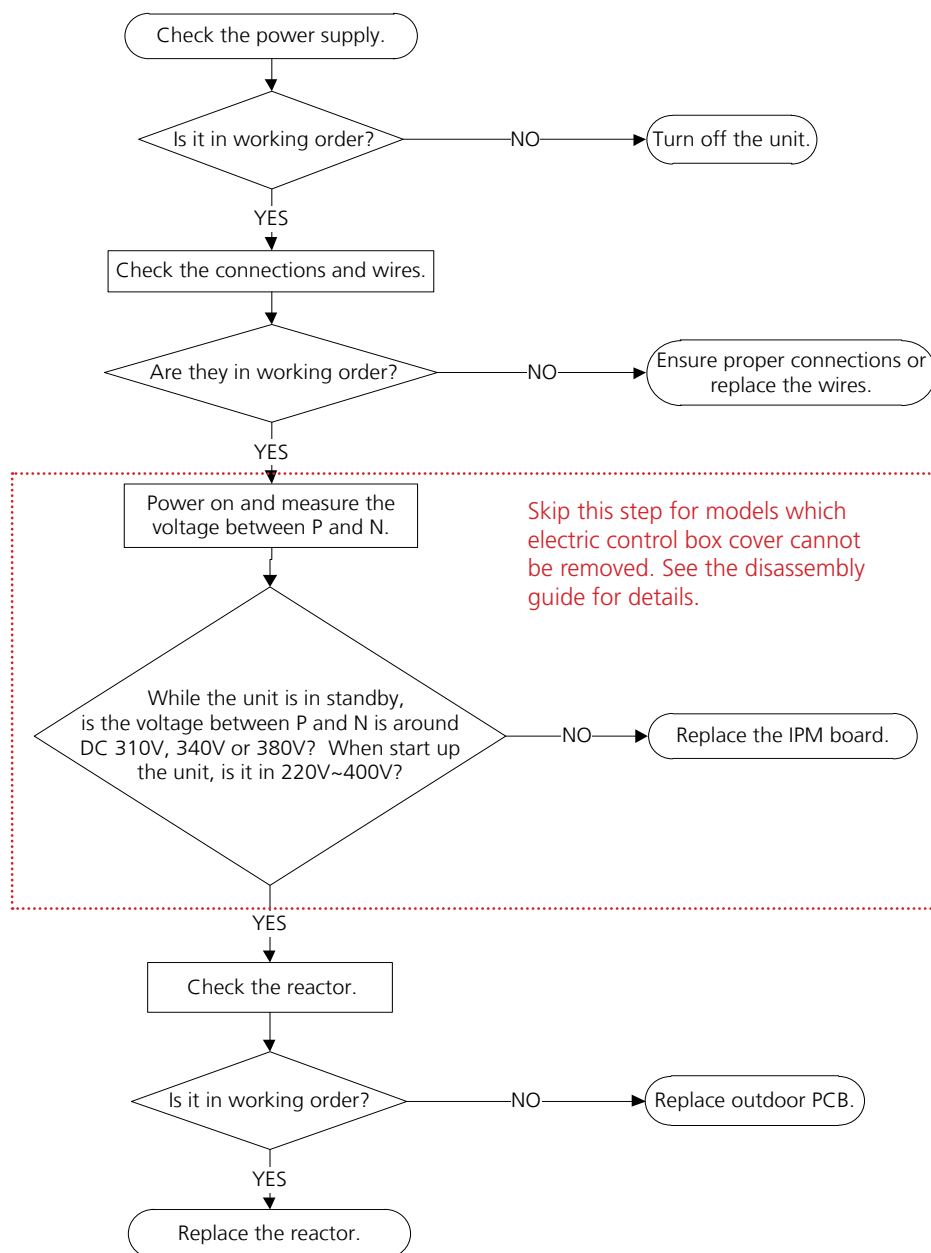 Check the power supply.
Is it in working order?
NO
Turn off the unit.
YES
Check the connections and wires.
Are they in working order?
NO
Ensure proper connections or
replace the wires.
YES
Power on and measure the
voltage between P and N.
Skip this step for models which
electric control box cover cannot
be removed. See the disassembly
guide for details.
While the unit is in standby,
is the voltage between P and N is around
DC 310V, 340V or 380V? When start up
the unit, is it in 220V~400V?
NO
Replace the IPM board.
YES
Check the reactor.
Is it in working order?
NO
Replace outdoor PCB.
YES
Replace the reactor.